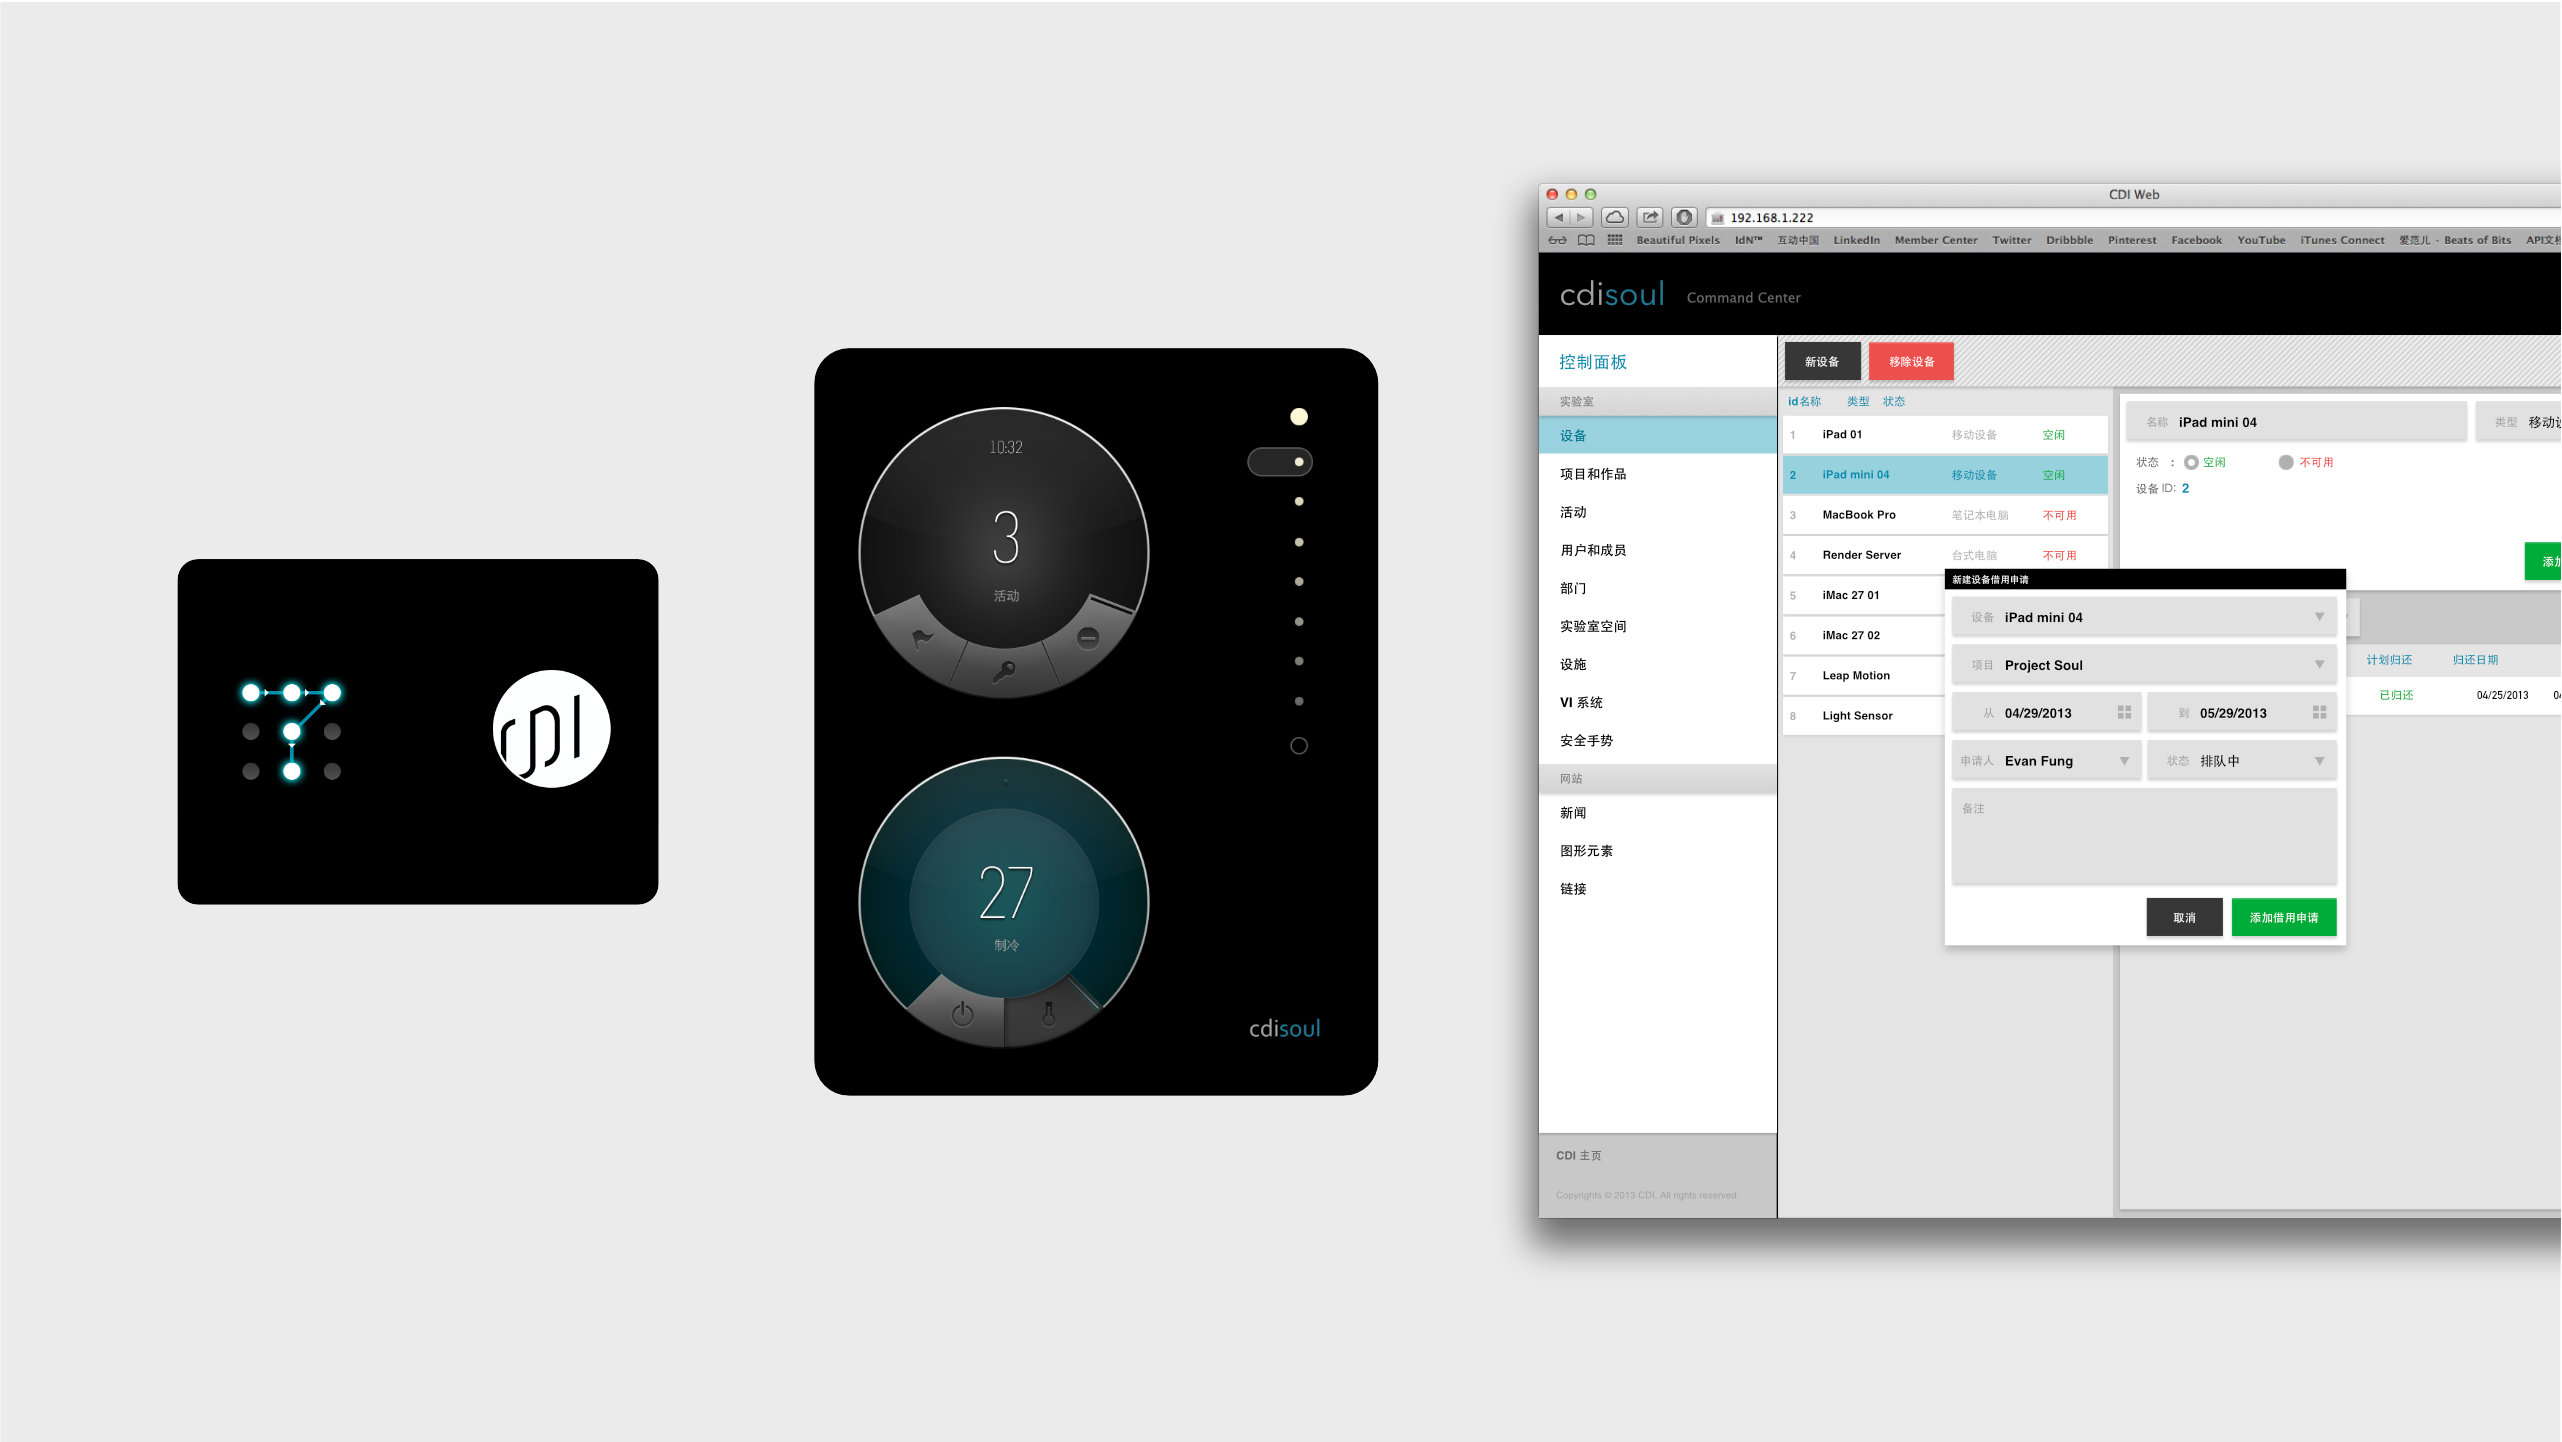 10:32
3
活动
27
制冷
cdisoul
CDI Web
192.168.1.222
Beautiful Pixels IdN™ 互动中国 LinkedIn Member Center Twitter Dribbble Pinterest Facebook YouTube iTunes Connect 爱范儿 · Beats of Bits API文档
cdisoul Command Center
控制面板
新设备 移除设备
实验室
设备
项目和作品
活动
用户和成员
部门
实验室空间
设施
VI 系统
安全手势
网站
新闻
图形元素
链接
CDI 主页
Copyrights © 2013 CDI. All rights reserved.
id名称 类型 状态
1 iPad 01 移动设备 空闲
2 iPad mini 04 移动设备 空闲
3 MacBook Pro 笔记本电脑 不可用
4 Render Server 台式电脑 不可用
5 iMac 27 01
6 iMac 27 02
7 Leap Motion
8 Light Sensor
名称 iPad mini 04 类型 移动设
状态 : 空闲 不可用
设备 ID: 2
添加
计划归还 归还日期
已归还 04/25/2013 04
新建设备借用申请
设备 iPad mini 04
项目 Project Soul
从 04/29/2013 到 05/29/2013
申请人 Evan Fung 状态 排队中
备注
取消 添加借用申请